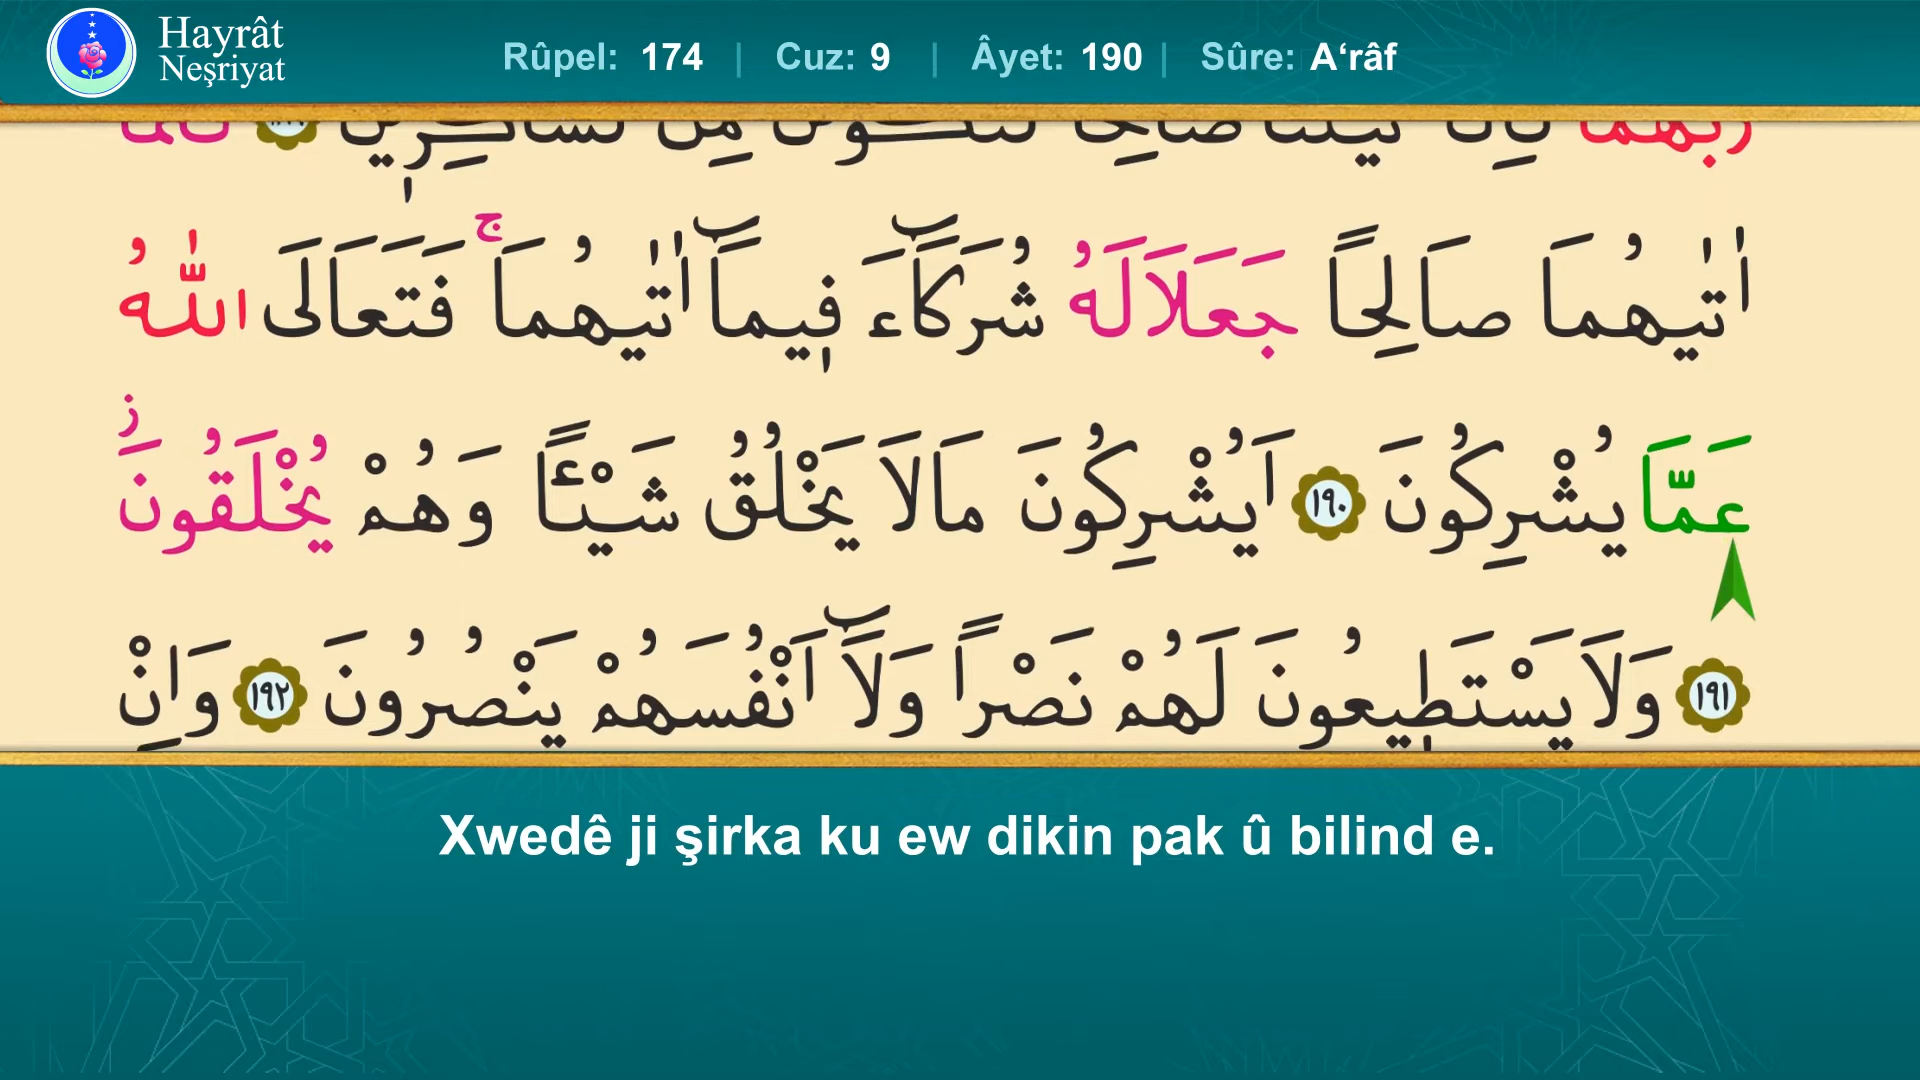 Hayrât
Neşriyat
Rûpel: 174 | Cuz: 9 | Âyet: 190 | Sûre: A‘râf
اٰتٰيهُمَا صَالِحًا جَعَلَا لَهُ شُرَكَٓاءَ ف۪يمَٓا اٰتٰيهُمَاۚ فَتَعَالَى اللّٰهُ
عَمَّا يُشْرِكُونَ ﴿١٩٠﴾ اَيُشْرِكُونَ مَا لَا يَخْلُقُ شَيْـًٔا وَهُمْ يُخْلَقُونَۘ
﴿١٩١﴾ وَلَا يَسْتَط۪يعُونَ لَهُمْ نَصْرًا وَلَٓا اَنْفُسَهُمْ يَنْصُرُونَ ﴿١٩٢﴾ وَاِنْ
Xwedê ji şirka ku ew dikin pak û bilind e.